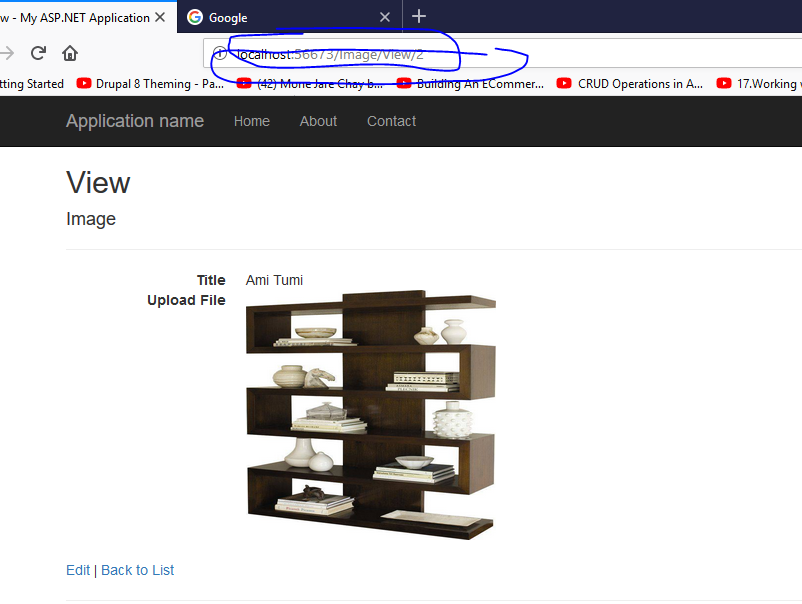 w - My ASP.NET Application
Google
localhost:56673/Image/View/2
tting Started
Drupal 8 Theming - Pa...
(42) Mone Jare Chay b...
Building An ECommer...
CRUD Operations in A...
17.Working
Application name
Home
About
Contact
View
Image
Title Ami Tumi
Upload File
Edit | Back to List